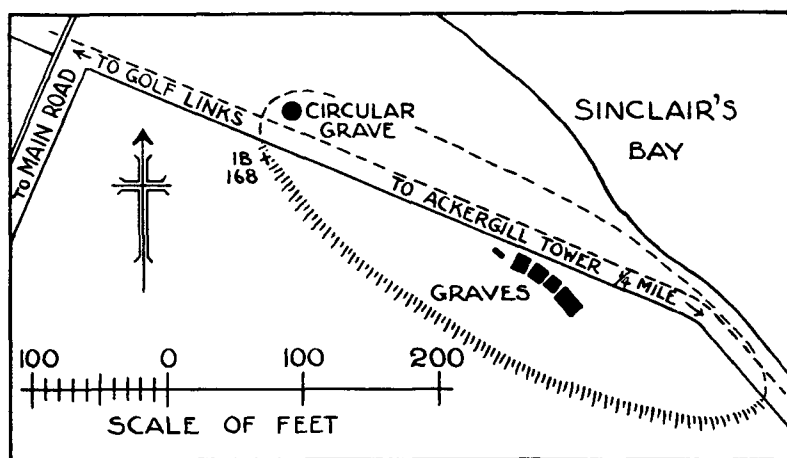 TO MAIN ROAD
← TO GOLF LINKS
CIRCULAR
GRAVE
SINCLAIR'S
BAY
1B
168
TO ACKERGILL TOWER ¼ MILE →
GRAVES
100 0 100 200
SCALE OF FEET